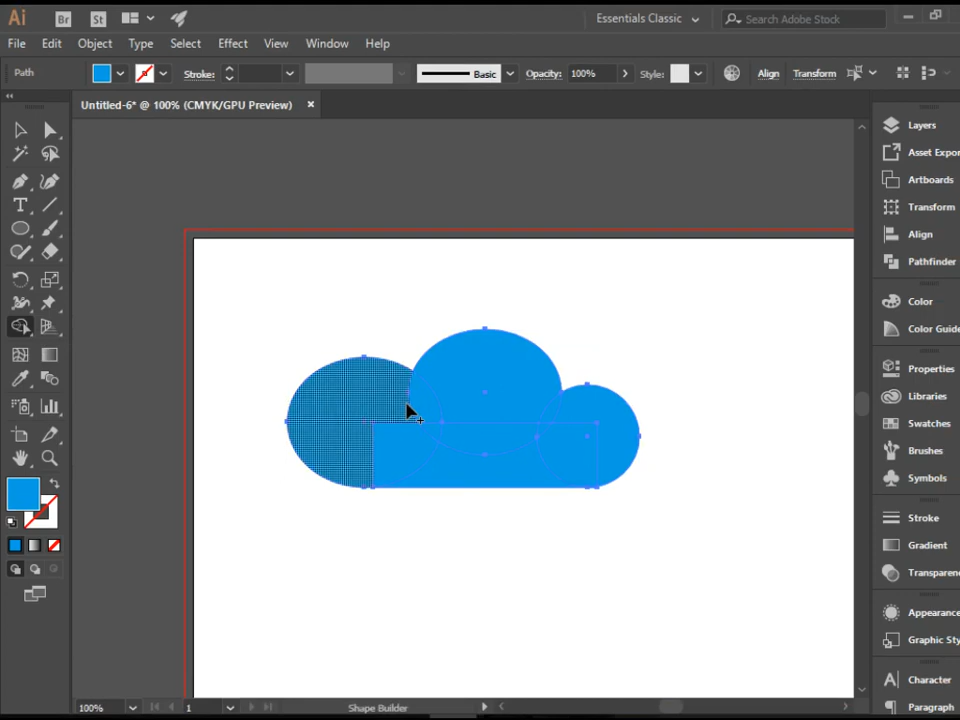 Ai Br St Essentials Classic Search Adobe Stock
File Edit Object Type Select Effect View Window Help
Path Stroke: Basic Opacity: 100% Style: Align Transform
Untitled-6* @ 100% (CMYK/GPU Preview) ×
Layers
Asset Expor
Artboards
Transform
Align
Pathfinder
Color
Color Guide
Properties
Libraries
Swatches
Brushes
Symbols
Stroke
Gradient
Transparenc
Appearance
Graphic Sty
Character
Paragraph
100% 1 Shape Builder